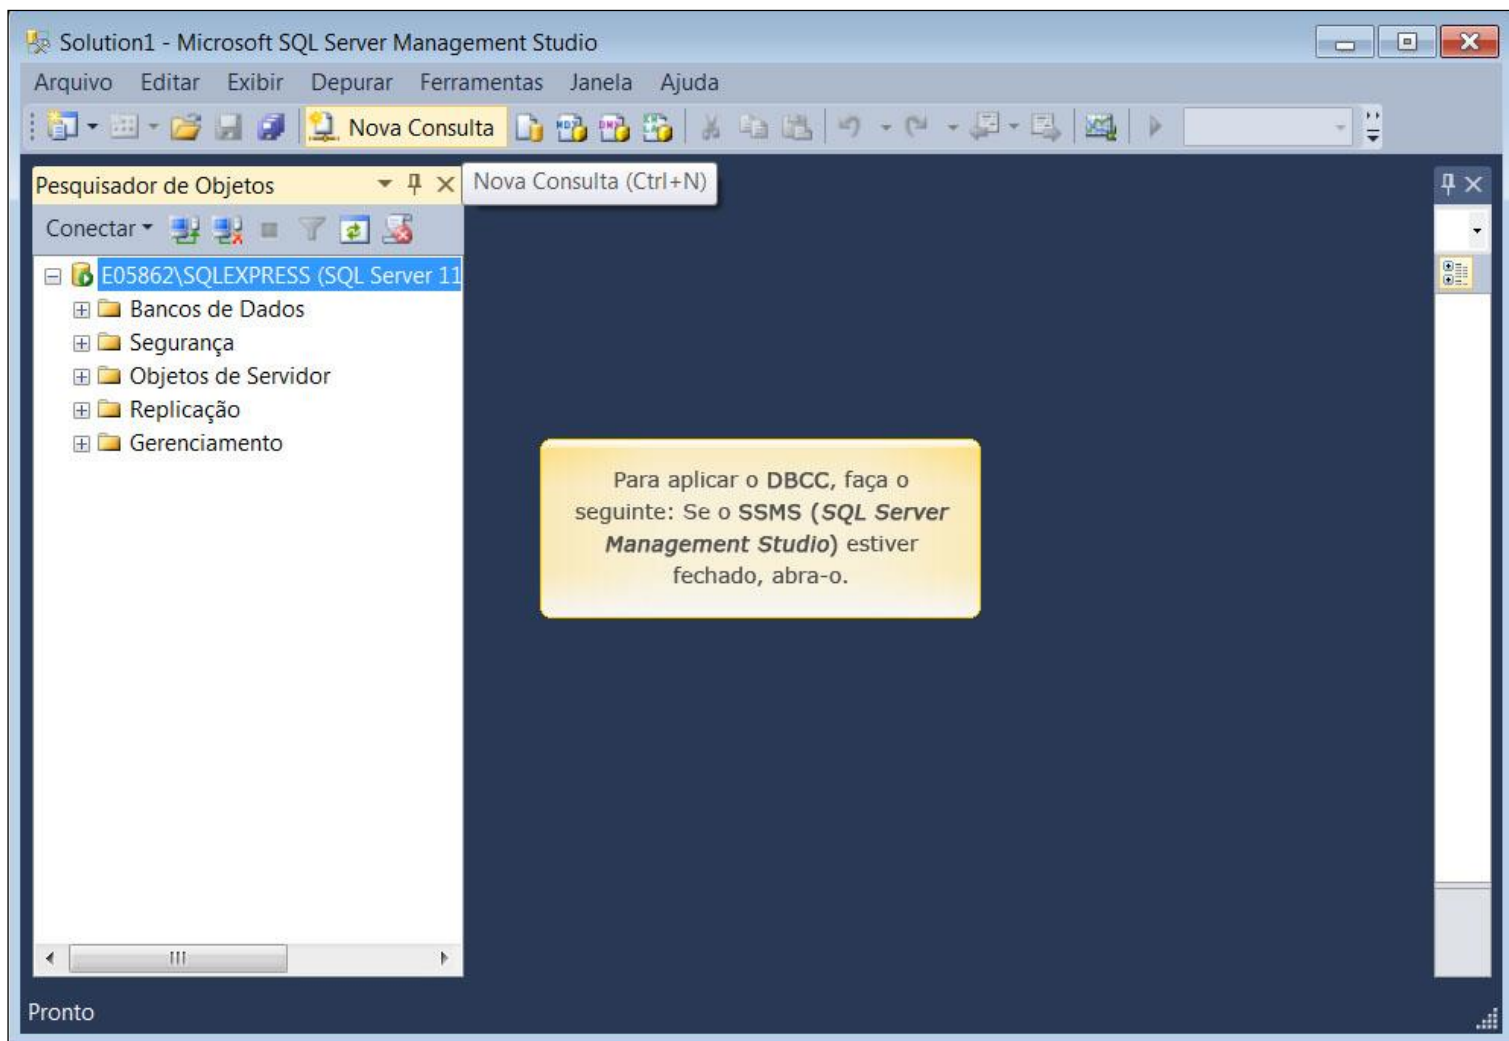 Solution1 - Microsoft SQL Server Management Studio
Arquivo Editar Exibir Depurar Ferramentas Janela Ajuda
Nova Consulta
Pesquisador de Objetos
Nova Consulta (Ctrl+N)
Conectar
E05862\SQLEXPRESS (SQL Server 11
Bancos de Dados
Segurança
Objetos de Servidor
Replicação
Gerenciamento
Para aplicar o DBCC, faça o
seguinte: Se o SSMS (SQL Server
Management Studio) estiver
fechado, abra-o.
Pronto